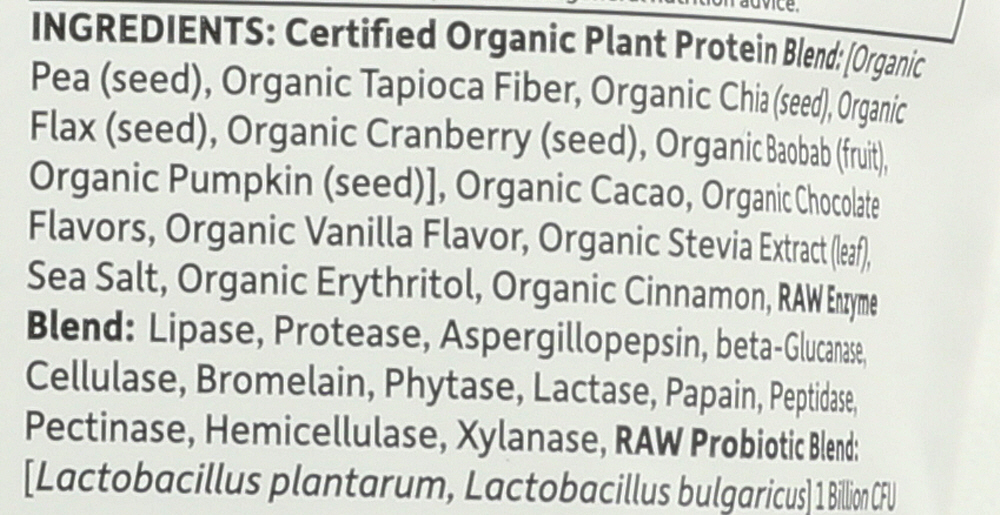 nutrition advice.
INGREDIENTS: Certified Organic Plant Protein Blend: [Organic
Pea (seed), Organic Tapioca Fiber, Organic Chia (seed), Organic
Flax (seed), Organic Cranberry (seed), Organic Baobab (fruit),
Organic Pumpkin (seed)], Organic Cacao, Organic Chocolate
Flavors, Organic Vanilla Flavor, Organic Stevia Extract (leaf),
Sea Salt, Organic Erythritol, Organic Cinnamon, RAW Enzyme
Blend: Lipase, Protease, Aspergillopepsin, beta-Glucanase,
Cellulase, Bromelain, Phytase, Lactase, Papain, Peptidase,
Pectinase, Hemicellulase, Xylanase, RAW Probiotic Blend:
[Lactobacillus plantarum, Lactobacillus bulgaricus] 1 Billion CFU